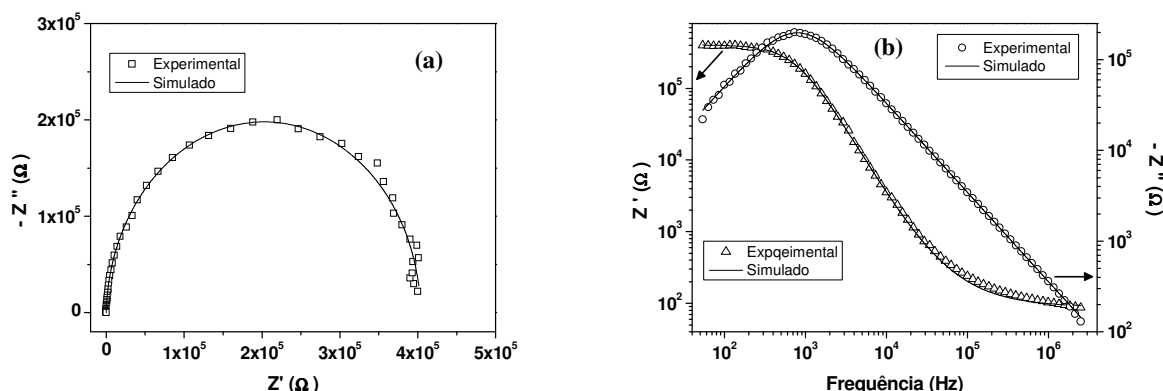 3x10⁵
2x10⁵
1x10⁵
0
- Z '' (Ω)
Experimental
Simulado
(a)
0 1x10⁵ 2x10⁵ 3x10⁵ 4x10⁵ 5x10⁵
Z' (Ω)
10⁵
10⁴
10³
10²
Z ' (Ω)
(b)
Experimental
Simulado
Expqeimental
Simulado
10⁵
10⁴
10³
10²
- Z '' (Ω)
10² 10³ 10⁴ 10⁵ 10⁶
Frequência (Hz)